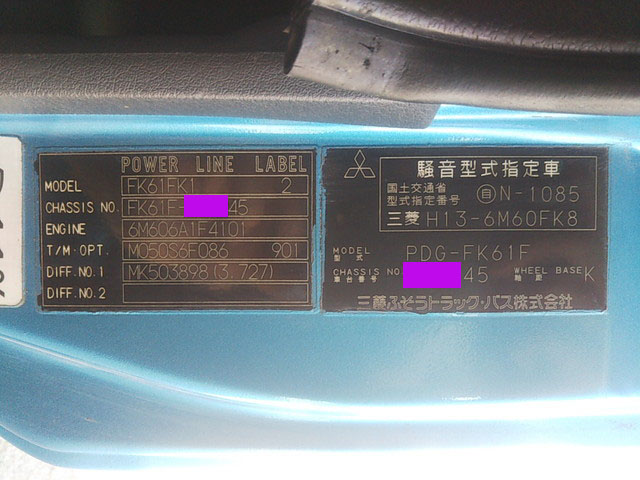 POWER LINE LABEL
MODEL FK61FK1 2
CHASSIS NO. FK61F- 45
ENGINE 6M606A1F4101
T/M·OPT. M050S6F086 901
DIFF.NO.1 MK503898(3.727)
DIFF.NO.2
騒音型式指定車
国土交通省
型式指定番号 自N-1085
三菱 H13-6M60FK8
MODEL
型式 PDG-FK61F
CHASSIS NO. 45 WHEEL BASE K
車台番号 軸距
三菱ふそうトラック・バス株式会社